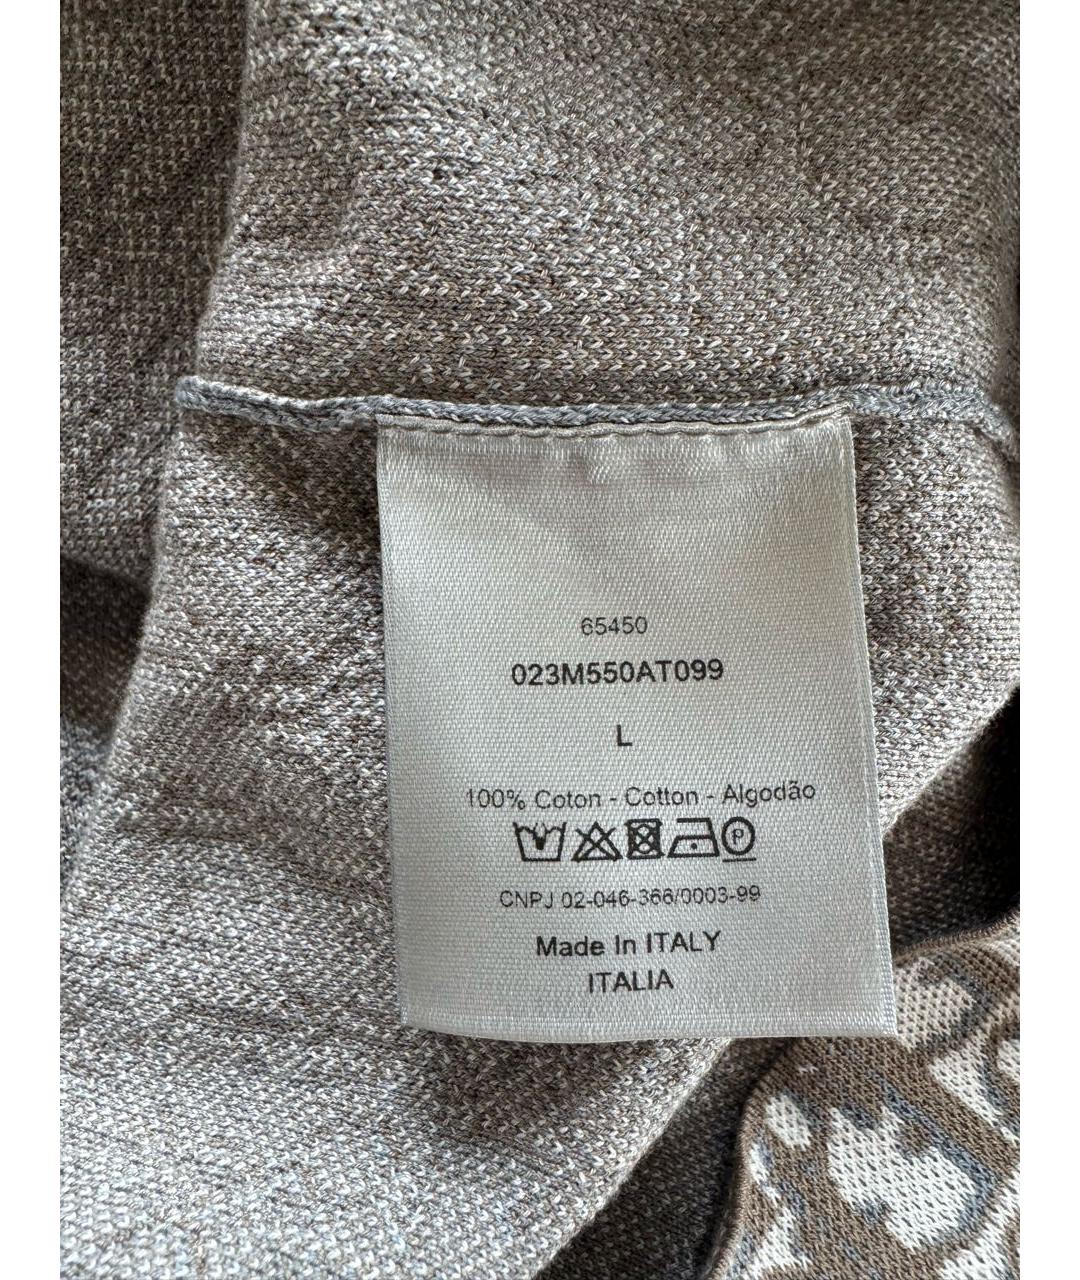 65450
023M550AT099
L
100% Coton - Cotton - Algodão
P
CNPJ 02-046-366/0003-99
Made In ITALY
ITALIA